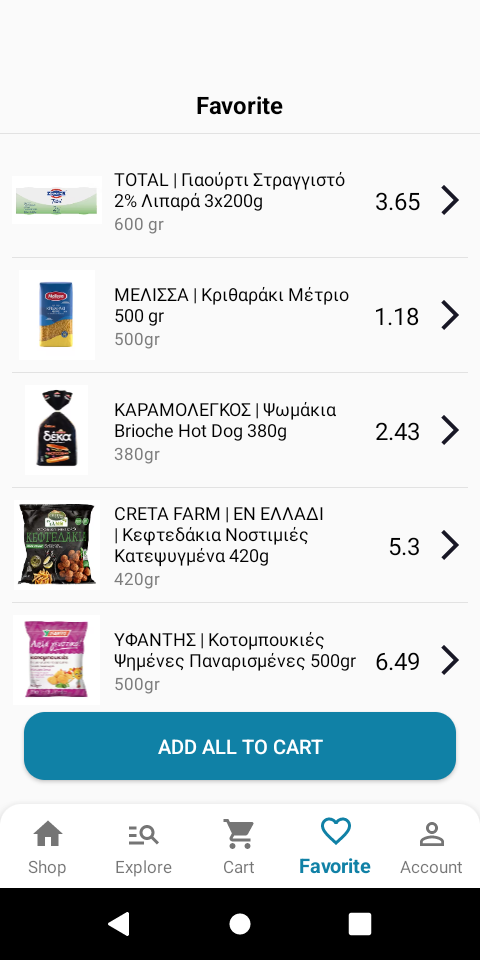 Favorite
TOTAL | Γιαούρτι Στραγγιστό
2% Λιπαρά 3x200g
600 gr
3.65
ΜΕΛΙΣΣΑ | Κριθαράκι Μέτριο
500 gr
500gr
1.18
ΚΑΡΑΜΟΛΕΓΚΟΣ | Ψωμάκια
Brioche Hot Dog 380g
380gr
2.43
δέκα
CRETA FARM | ΕΝ ΕΛΛΑΔΙ
| Κεφτεδάκια Νοστιμιές
Κατεψυγμένα 420g
420gr
5.3
ΚΕΦΤΕΔΑΚΙΑ
ΥΦΑΝΤΗΣ | Κοτομπουκιές
Ψημένες Παναρισμένες 500gr
500gr
6.49
ADD ALL TO CART
Shop
Explore
Cart
Favorite
Account